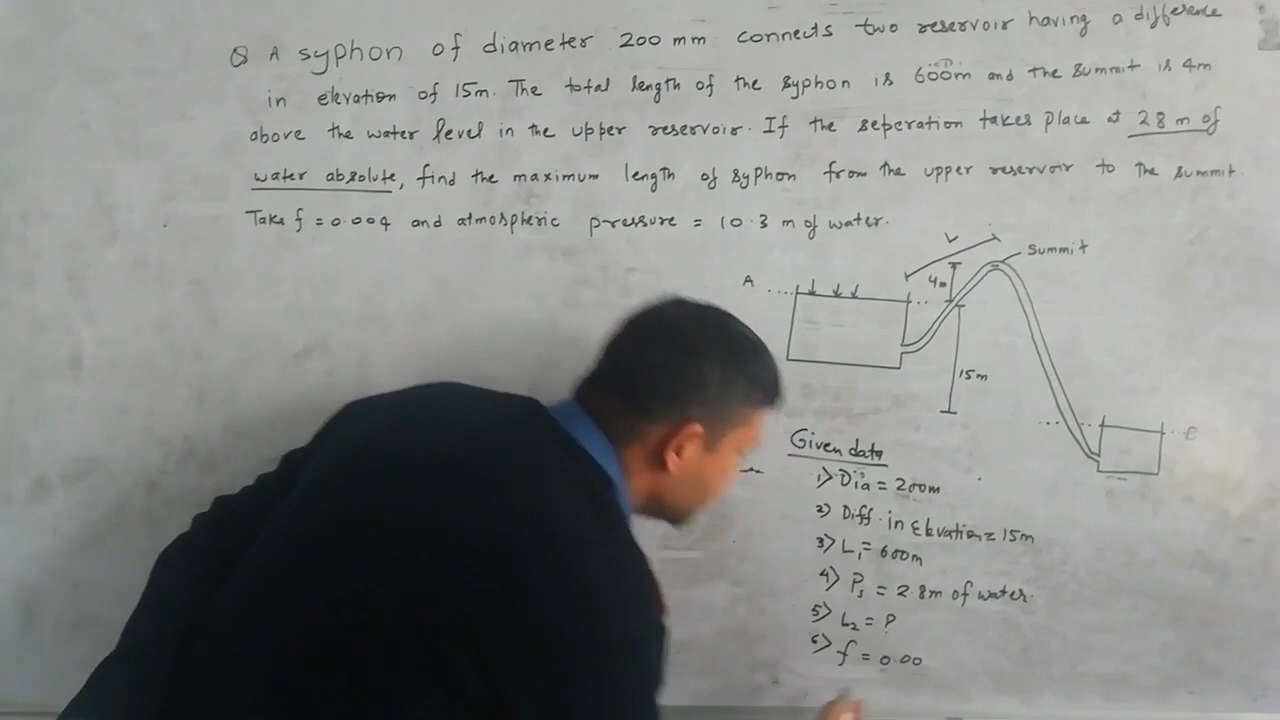 Q A syphon of diameter 200 mm connects two reservoir having a difference
in elevation of 15m. The total length of the syphon is 600m and the summit is 4m
above the water level in the upper reservoir. If the seperation takes place at 2.8 m of
water absolute, find the maximum length of syphon from the upper reservoir to the summit.
Take f = 0.004 and atmospheric pressure = 10.3 m of water.
L
Summit
A
4m
15m
B
Given data
1) Dia = 200m
2) Diff. in Elevation = 15m
3) L1 = 600m
4) Ps = 2.8m of water.
5) L2 = ?
6) f = 0.00